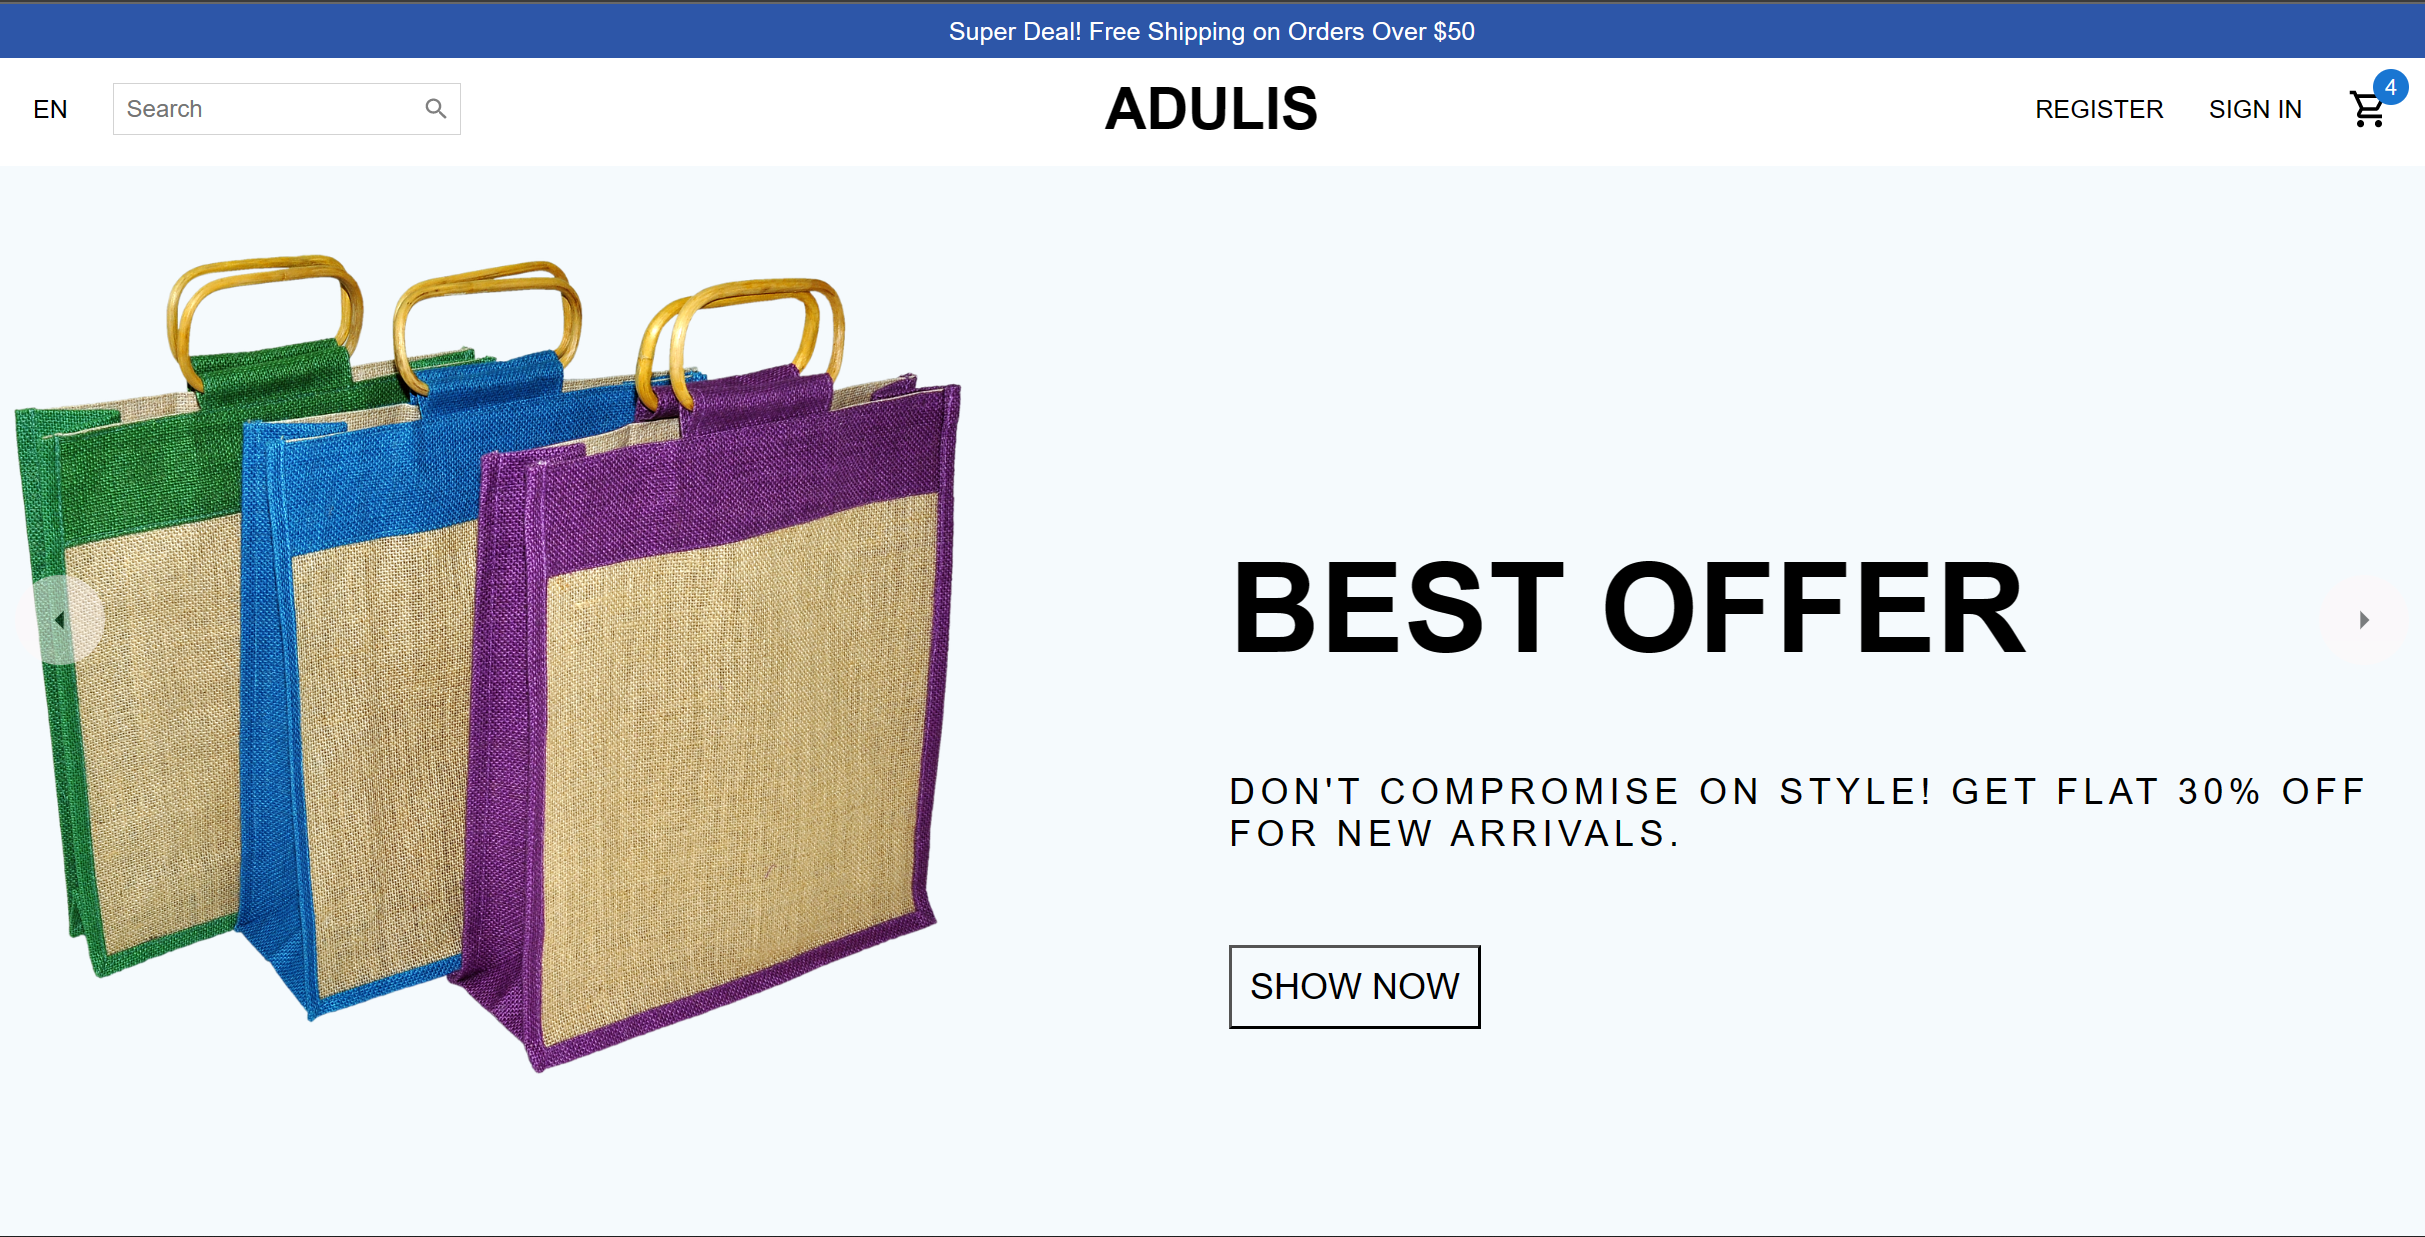 Super Deal! Free Shipping on Orders Over $50
EN
Search
ADULIS
REGISTER
SIGN IN
4
BEST OFFER
DON'T COMPROMISE ON STYLE! GET FLAT 30% OFF
FOR NEW ARRIVALS.
SHOW NOW